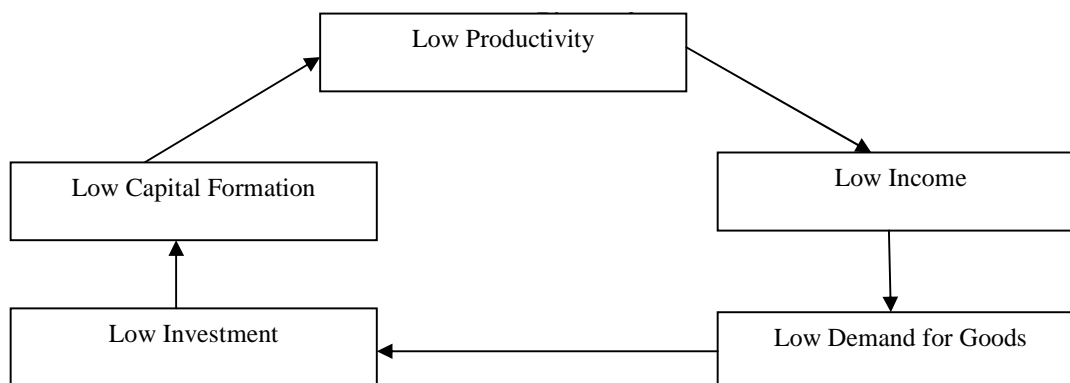 Low Productivity
Low Capital Formation
Low Income
Low Investment
Low Demand for Goods